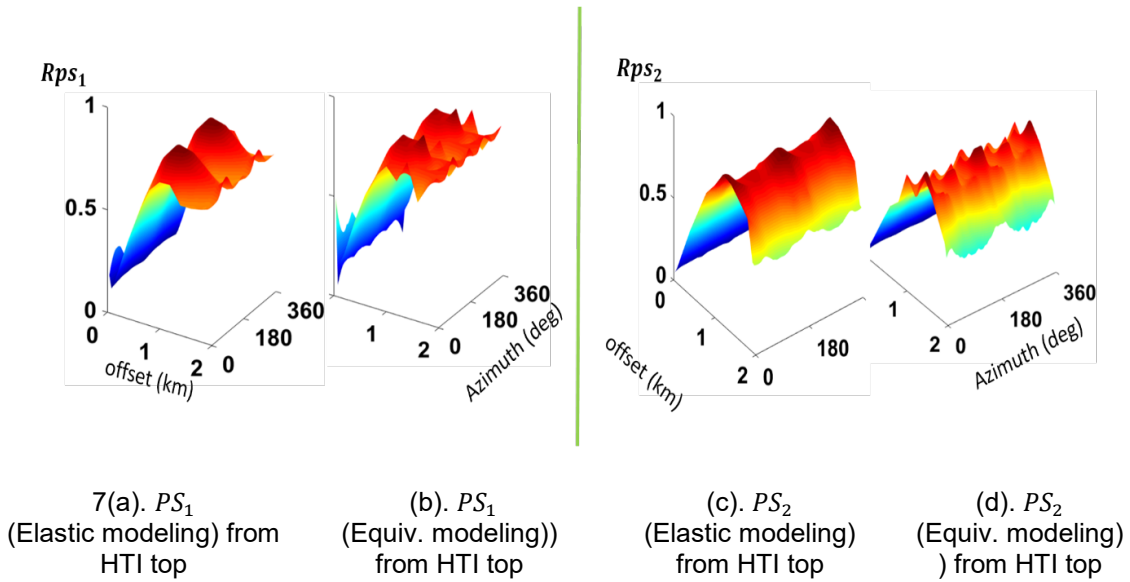 Rps₁
1
0.5
0
0
1
2
0
180
360
offset (km)
1
2
0
180
360
Azimuth (deg)
Rps₂
1
0.5
0
0
1
2
0
180
offset (km)
1
2
0
180
360
Azimuth (deg)
7(a). PS₁
(Elastic modeling) from
HTI top
(b). PS₁
(Equiv. modeling))
from HTI top
(c). PS₂
(Elastic modeling)
from HTI top
(d). PS₂
(Equiv. modeling)
) from HTI top